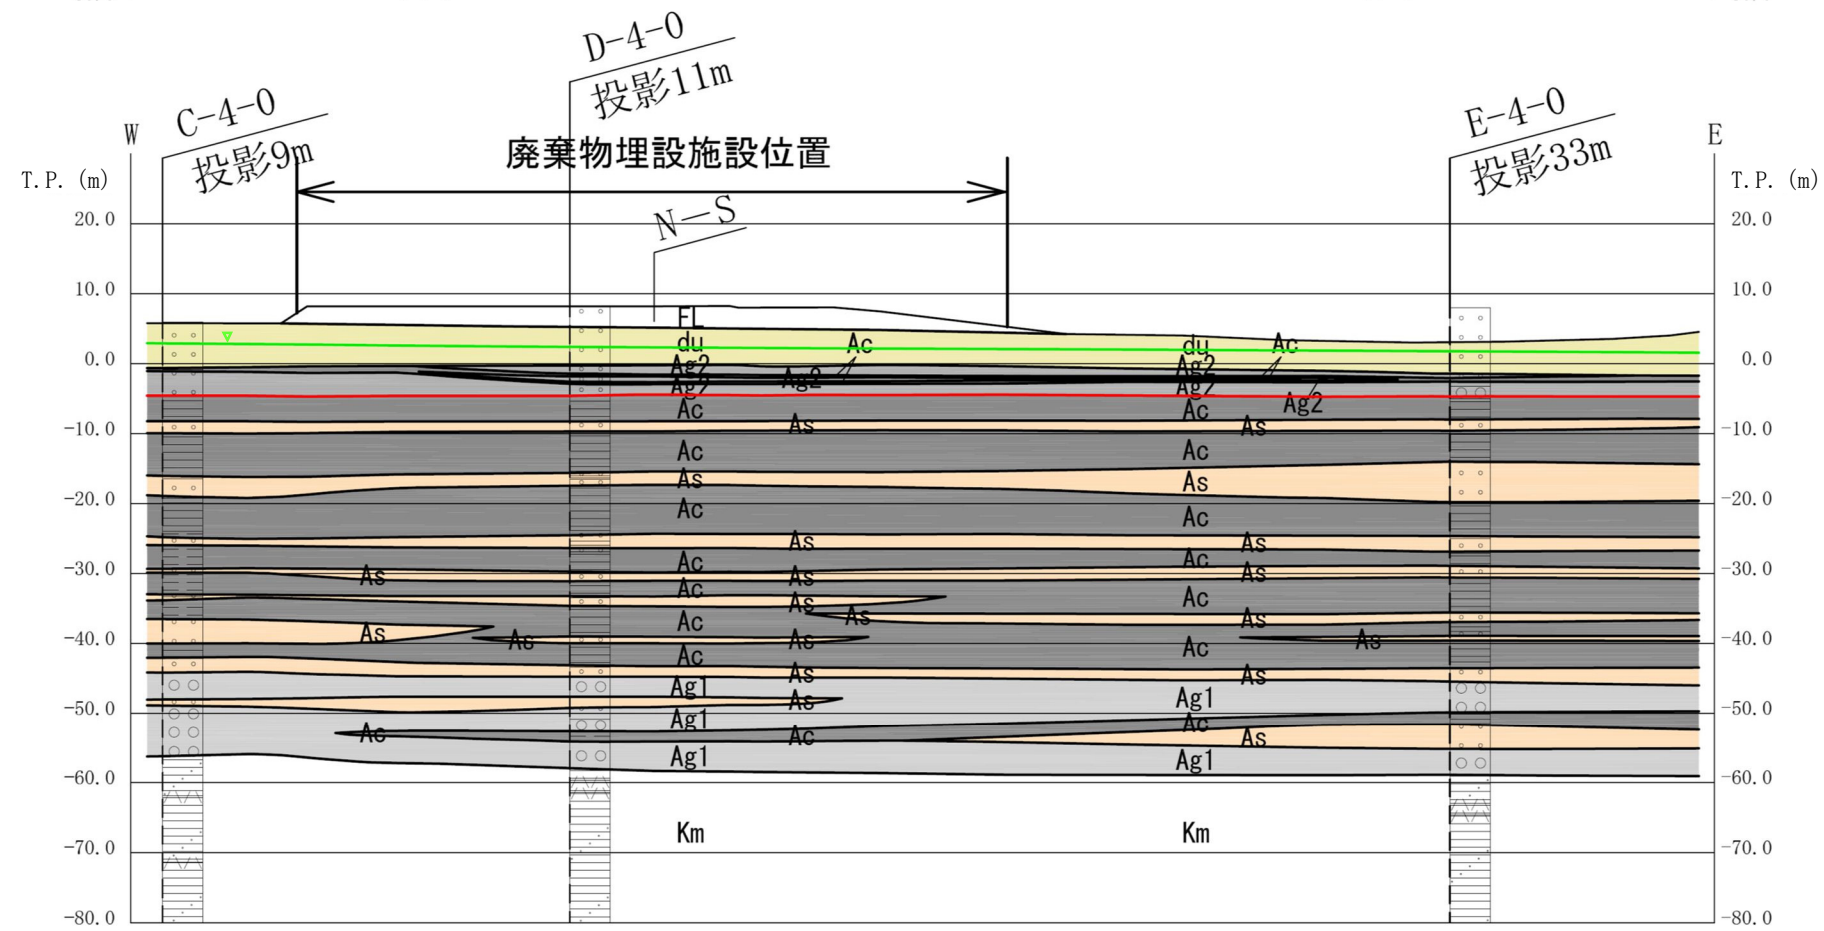 D-4-0
投影11m
C-4-0
投影9m
E-4-0
投影33m
W
E
廃棄物埋設施設位置
N-S
T.P. (m)
T.P. (m)
20.0
20.0
10.0
10.0
FL
du
Ac
du
Ac
0.0
0.0
Ag2
Ag2
Ag2
Ag2
Ag2
Ag2
Ac
Ac
As
As
-10.0
-10.0
Ac
Ac
As
As
-20.0
-20.0
Ac
Ac
As
As
Ac
Ac
-30.0
-30.0
As
As
As
Ac
Ac
As
As
As
Ac
As
As
As
As
-40.0
-40.0
Ac
Ac
As
As
Ag1
Ag1
As
-50.0
-50.0
Ag1
Ac
Ac
Ac
As
Ag1
Ag1
-60.0
-60.0
Km
Km
-70.0
-70.0
-80.0
-80.0